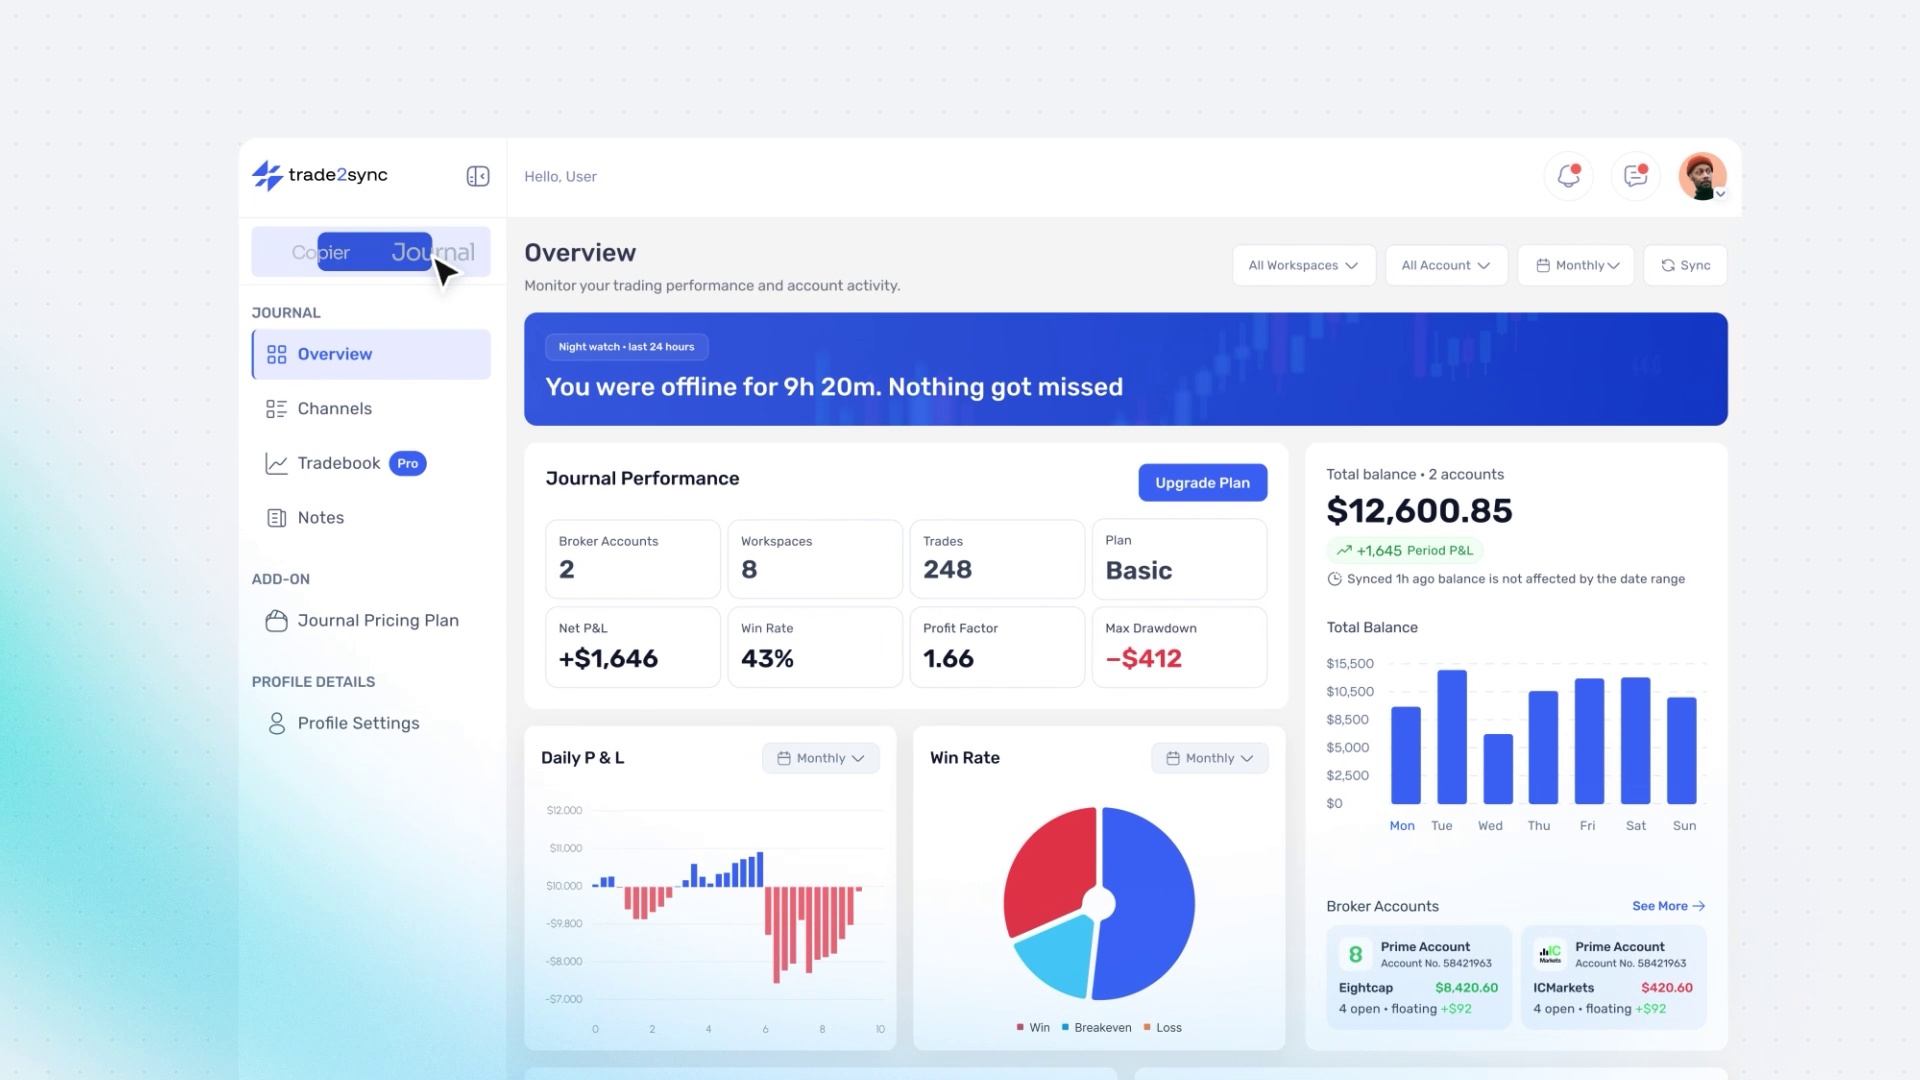 trade2sync
Hello, User
Copier
Journal
Overview
Monitor your trading performance and account activity.
All Workspaces
All Account
Monthly
Sync
JOURNAL
Overview
Channels
Tradebook Pro
Notes
ADD-ON
Journal Pricing Plan
PROFILE DETAILS
Profile Settings
Night watch • last 24 hours
You were offline for 9h 20m. Nothing got missed
Journal Performance
Upgrade Plan
Broker Accounts
2
Workspaces
8
Trades
248
Plan
Basic
Net P&L
+$1,646
Win Rate
43%
Profit Factor
1.66
Max Drawdown
–$412
Total balance • 2 accounts
$12,600.85
+1,645 Period P&L
Synced 1h ago balance is not affected by the date range
Total Balance
$15,500
$10,500
$8,500
$5,000
$2,500
$0
Mon Tue Wed Thu Fri Sat Sun
Daily P & L
Monthly
$12.000
$11.000
$10.000
-$9.800
-$8.000
-$7.000
0 2 4 6 8 10
Win Rate
Monthly
Win Breakeven Loss
Broker Accounts
See More
8
Prime Account
Account No. 58421963
Eightcap $8,420.60
4 open • floating +$92
IC
Markets
Prime Account
Account No. 58421963
ICMarkets $420.60
4 open • floating +$92